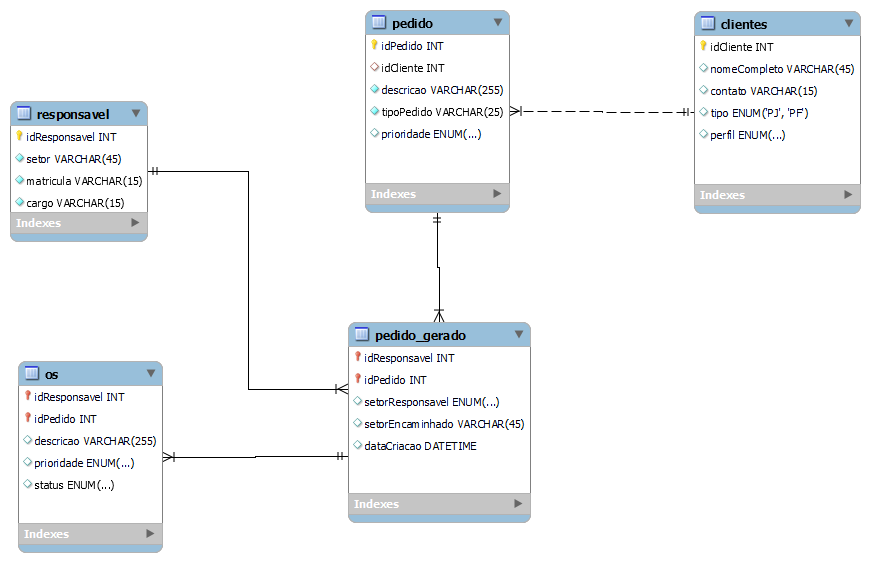 pedido
idPedido INT
idCliente INT
descricao VARCHAR(255)
tipoPedido VARCHAR(25)
prioridade ENUM(...)
Indexes
clientes
idCliente INT
nomeCompleto VARCHAR(45)
contato VARCHAR(15)
tipo ENUM('PJ', 'PF')
perfil ENUM(...)
Indexes
responsavel
idResponsavel INT
setor VARCHAR(45)
matricula VARCHAR(15)
cargo VARCHAR(15)
Indexes
pedido_gerado
idResponsavel INT
idPedido INT
setorResponsavel ENUM(...)
setorEncaminhado VARCHAR(45)
dataCriacao DATETIME
Indexes
os
idResponsavel INT
idPedido INT
descricao VARCHAR(255)
prioridade ENUM(...)
status ENUM(...)
Indexes